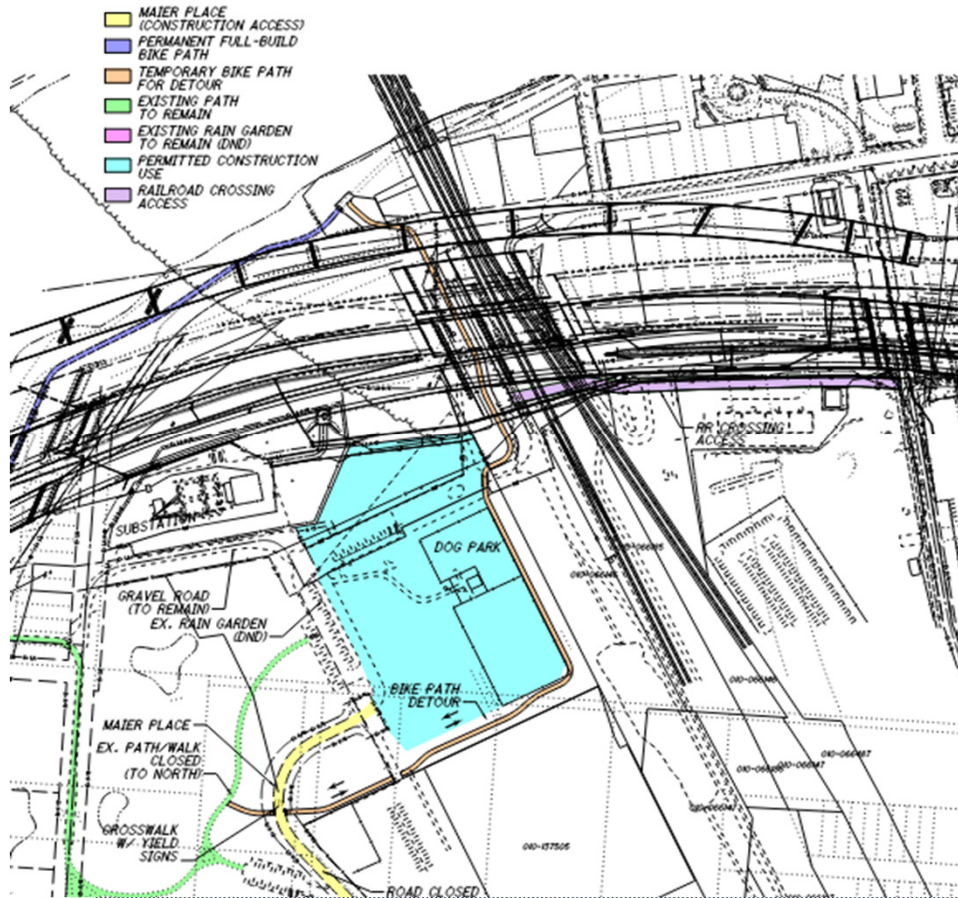 MAIER PLACE
(CONSTRUCTION ACCESS)
PERMANENT FULL-BUILD
BIKE PATH
TEMPORARY BIKE PATH
FOR DETOUR
EXISTING PATH
TO REMAIN
EXISTING RAIN GARDEN
TO REMAIN (DND)
PERMITTED CONSTRUCTION
USE
RAILROAD CROSSING
ACCESS
RR CROSSING
ACCESS
SUBSTATION
DOG PARK
GRAVEL ROAD
(TO REMAIN)
EX. RAIN GARDEN
(DND)
BIKE PATH
DETOUR
MAIER PLACE
EX. PATH/WALK
CLOSED
(TO NORTH)
CROSSWALK
W/ YIELD
SIGNS
010-137505
ROAD CLOSED